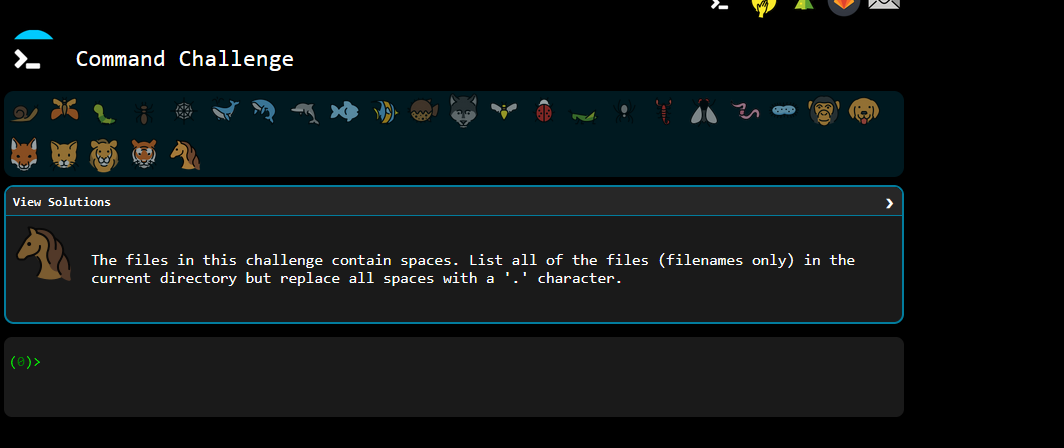 Command Challenge
View Solutions
The files in this challenge contain spaces. List all of the files (filenames only) in the
current directory but replace all spaces with a '.' character.
(0)>